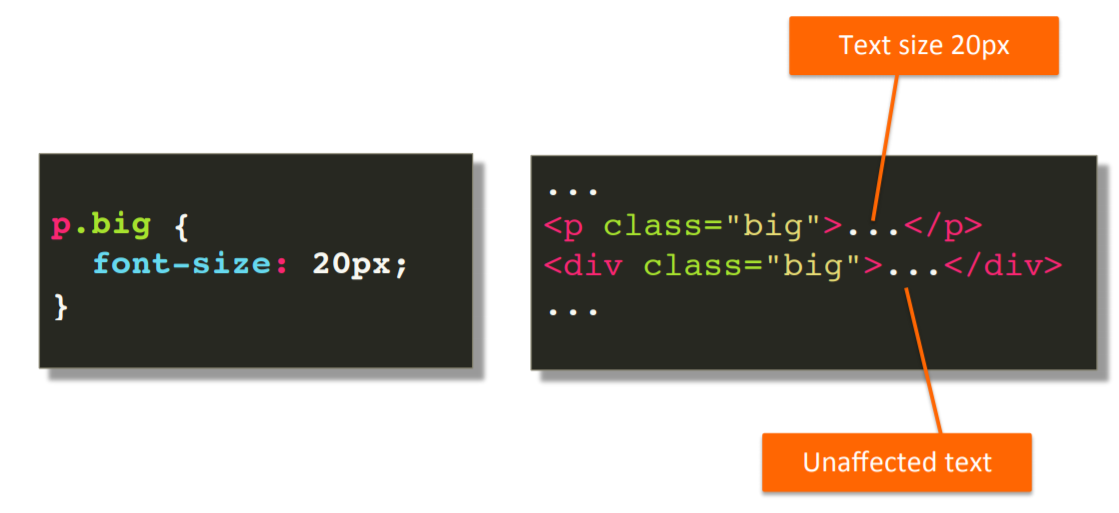 Text size 20px
p.big {
  font-size: 20px;
}
...
<p class="big">...</p>
<div class="big">...</div>
...
Unaffected text